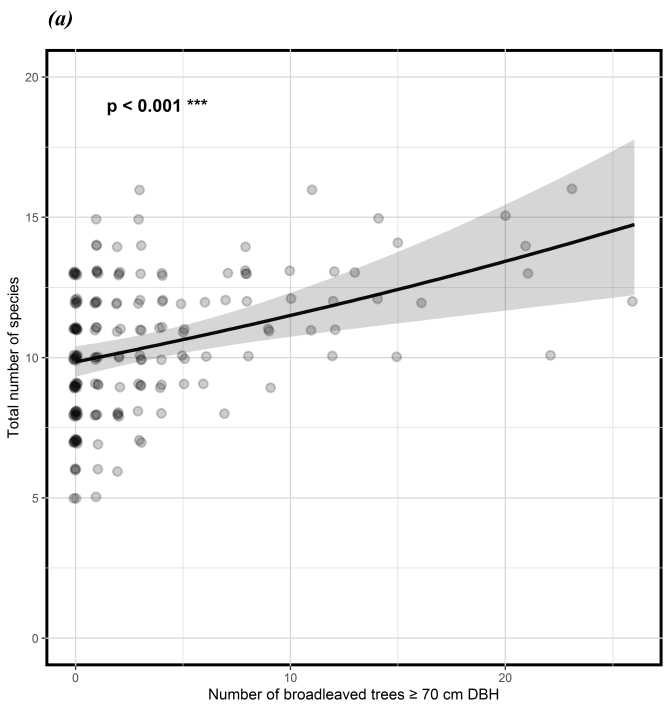 (a)
20
p < 0.001 ***
15
Total number of species
10
5
0
0 10 20
Number of broadleaved trees ≥ 70 cm DBH